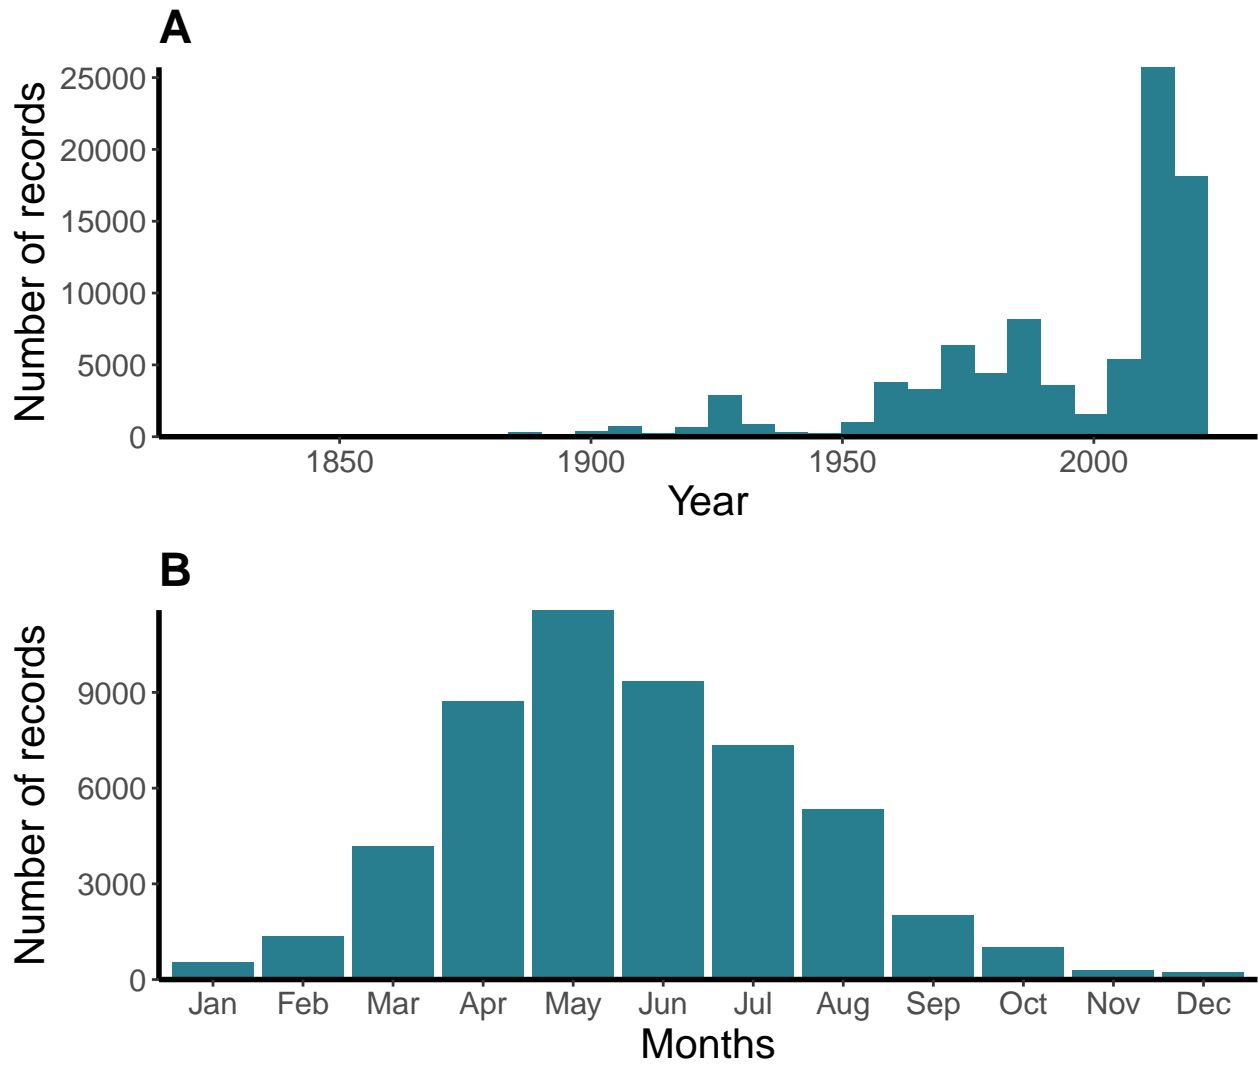 A
Number of records
25000
20000
15000
10000
5000
0
1850 1900 1950 2000
Year
B
Number of records
9000
6000
3000
0
Jan Feb Mar Apr May Jun Jul Aug Sep Oct Nov Dec
Months